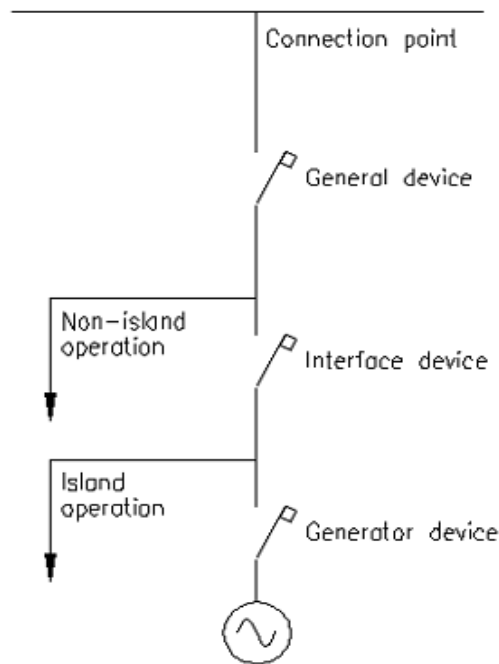 Connection point
General device
Non-island
operation
Interface device
Island
operation
Generator device